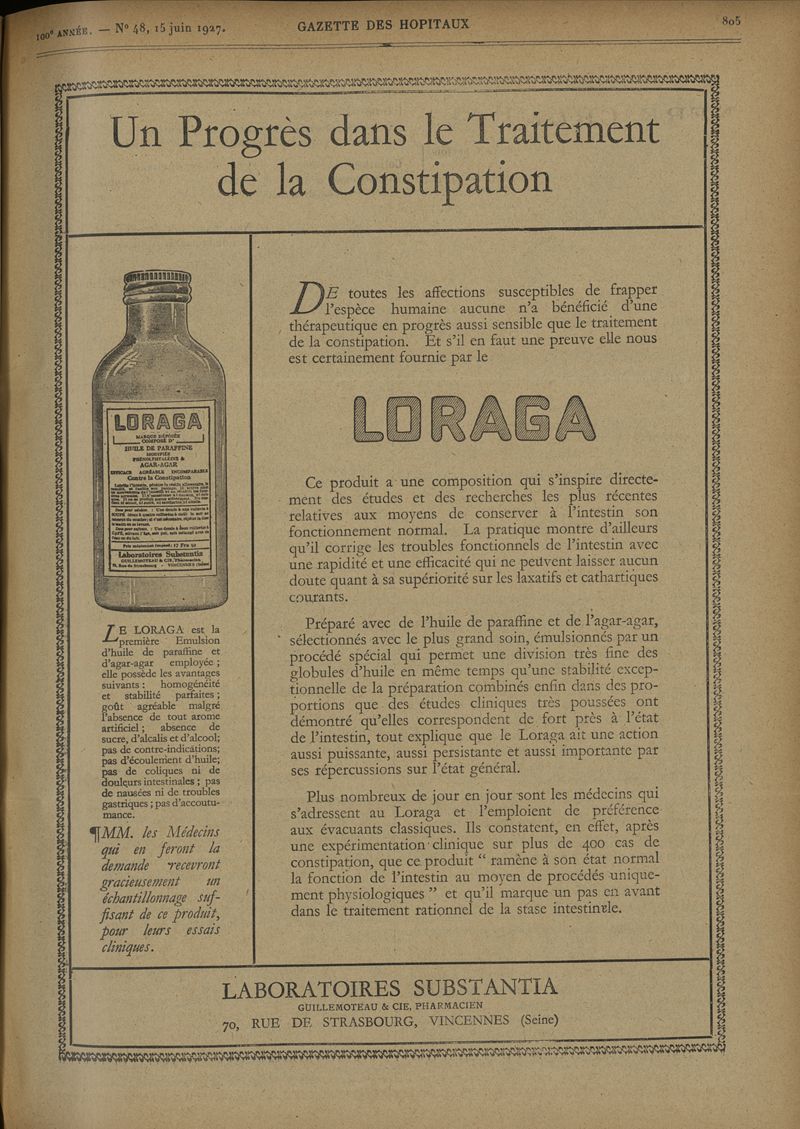 100e ANNÉE. — N° 48, 15 juin 1927.
GAZETTE DES HOPITAUX
805
Un Progrès dans le Traitement
de la Constipation
LORAGA
MARQUE DÉPOSÉE
COMPOSÉ D'
HUILE DE PARAFFINE
MODIFIÉE
PHÉNOLPHTALÉINE &
AGAR-AGAR
EFFICACE AGRÉABLE INCOMPARABLE
Contre la Constipation
Laboratoires Substantia
GUILLEMOTEAU & CIE, Pharmacien
70, Rue de Strasbourg - VINCENNES (Seine)
LE LORAGA est la
première Emulsion
d'huile de paraffine et
d'agar-agar employée ;
elle possède les avantages
suivants : homogénéité
et stabilité parfaites ;
goût agréable malgré
l'absence de tout arome
artificiel ; absence de
sucre, d'alcalis et d'alcool;
pas de contre-indications;
pas d'écoulement d'huile;
pas de coliques ni de
douleurs intestinales ; pas
de nausées ni de troubles
gastriques ; pas d'accoutu-
mance.
¶MM. les Médecins
qui en feront la
demande recevront
gracieusement un
échantillonnage suf-
fisant de ce produit,
pour leurs essais
cliniques.
DE toutes les affections susceptibles de frapper
l'espèce humaine aucune n'a bénéficié d'une
thérapeutique en progrès aussi sensible que le traitement
de la constipation. Et s'il en faut une preuve elle nous
est certainement fournie par le
LORAGA
Ce produit a une composition qui s'inspire directe-
ment des études et des recherches les plus récentes
relatives aux moyens de conserver à l'intestin son
fonctionnement normal. La pratique montre d'ailleurs
qu'il corrige les troubles fonctionnels de l'intestin avec
une rapidité et une efficacité qui ne peuvent laisser aucun
doute quant à sa supériorité sur les laxatifs et cathartiques
courants.
Préparé avec de l'huile de paraffine et de l'agar-agar,
sélectionnés avec le plus grand soin, émulsionnés par un
procédé spécial qui permet une division très fine des
globules d'huile en même temps qu'une stabilité excep-
tionnelle de la préparation combinés enfin dans des pro-
portions que des études cliniques très poussées ont
démontré qu'elles correspondent de fort près à l'état
de l'intestin, tout explique que le Loraga ait une action
aussi puissante, aussi persistante et aussi importante par
ses répercussions sur l'état général.
Plus nombreux de jour en jour sont les médecins qui
s'adressent au Loraga et l'emploient de préférence
aux évacuants classiques. Ils constatent, en effet, après
une expérimentation clinique sur plus de 400 cas de
constipation, que ce produit “ ramène à son état normal
la fonction de l'intestin au moyen de procédés unique-
ment physiologiques ” et qu'il marque un pas en avant
dans le traitement rationnel de la stase intestinale.
LABORATOIRES SUBSTANTIA
GUILLEMOTEAU & CIE, PHARMACIEN
70, RUE DE STRASBOURG, VINCENNES (Seine)